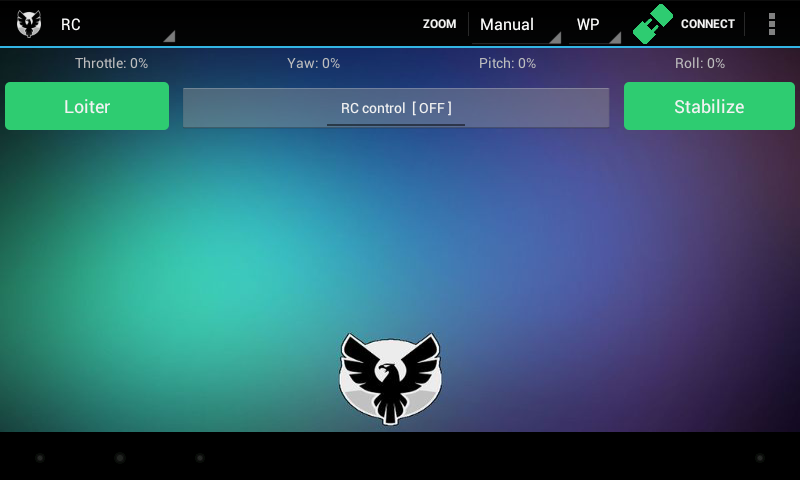 RC ZOOM Manual WP CONNECT
Throttle: 0% Yaw: 0% Pitch: 0% Roll: 0%
Loiter RC control [ OFF ] Stabilize